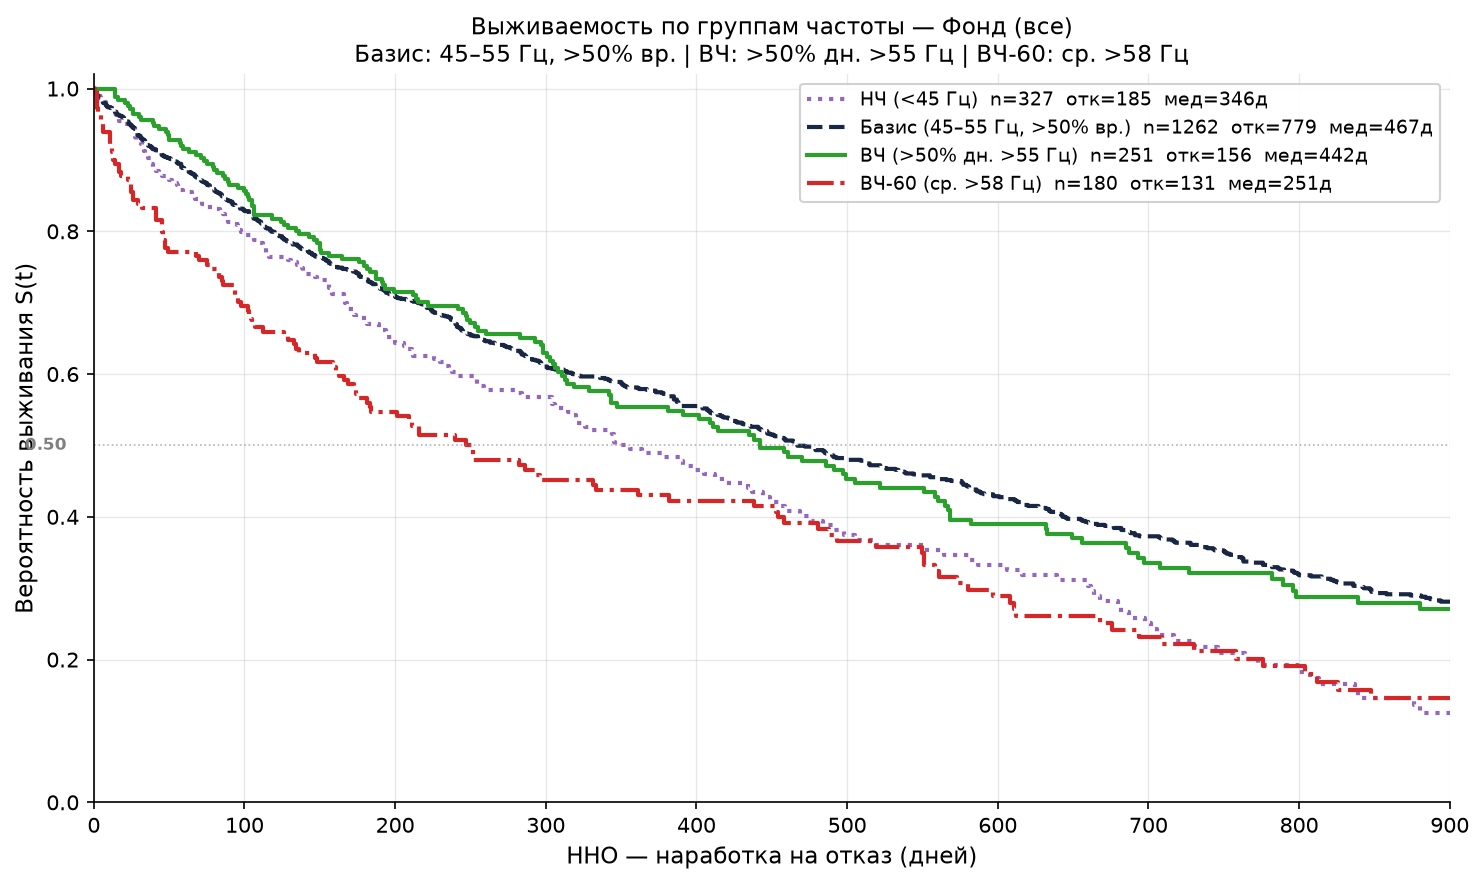 Выживаемость по группам частоты — Фонд (все)
Базис: 45–55 Гц, >50% вр. | ВЧ: >50% дн. >55 Гц | ВЧ-60: ср. >58 Гц
НЧ (<45 Гц)  n=327  отк=185  мед=346д
Базис (45–55 Гц, >50% вр.)  n=1262  отк=779  мед=467д
ВЧ (>50% дн. >55 Гц)  n=251  отк=156  мед=442д
ВЧ-60 (ср. >58 Гц)  n=180  отк=131  мед=251д
Вероятность выживания S(t)
1.0
0.8
0.6
0.50
0.4
0.2
0.0
0 100 200 300 400 500 600 700 800 900
ННО — наработка на отказ (дней)